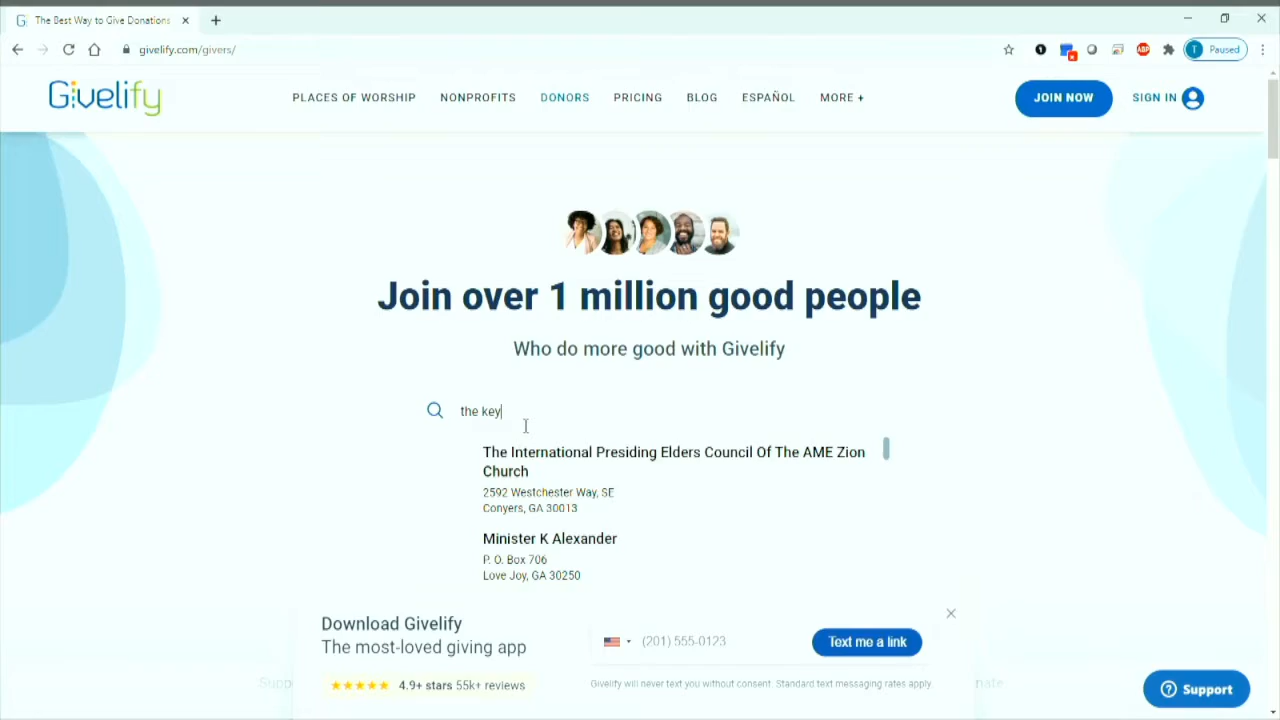 The Best Way to Give Donations
givelify.com/givers/
T Paused
ABP
Givelify
PLACES OF WORSHIP NONPROFITS DONORS PRICING BLOG ESPAÑOL MORE +
JOIN NOW SIGN IN
Join over 1 million good people
Who do more good with Givelify
the key
The International Presiding Elders Council Of The AME Zion
Church
2592 Westchester Way, SE
Conyers, GA 30013
Minister K Alexander
P. O. Box 706
Love Joy, GA 30250
Download Givelify
The most-loved giving app
(201) 555-0123
Text me a link
4.9+ stars 55k+ reviews
Givelify will never text you without consent. Standard text messaging rates apply.
Support